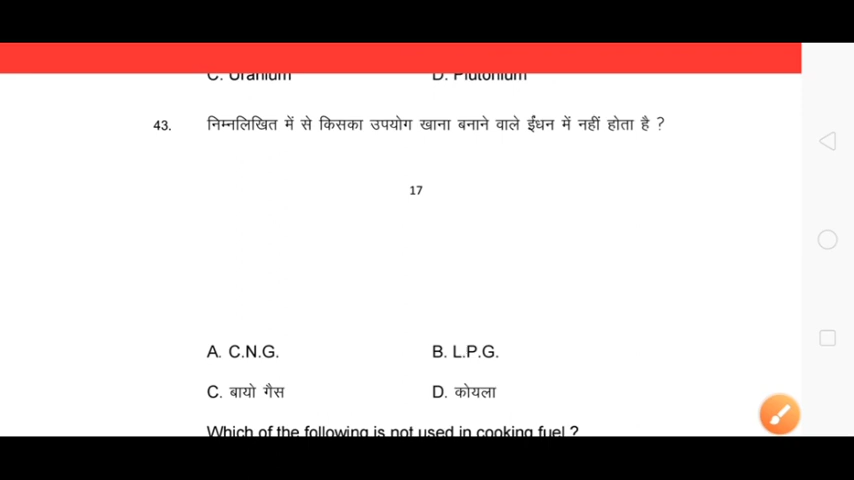 C. Uranium D. Plutonium
43. निम्नलिखित में से किसका उपयोग खाना बनाने वाले ईंधन में नहीं होता है ?
17
A. C.N.G. B. L.P.G.
C. बायो गैस D. कोयला
Which of the following is not used in cooking fuel ?